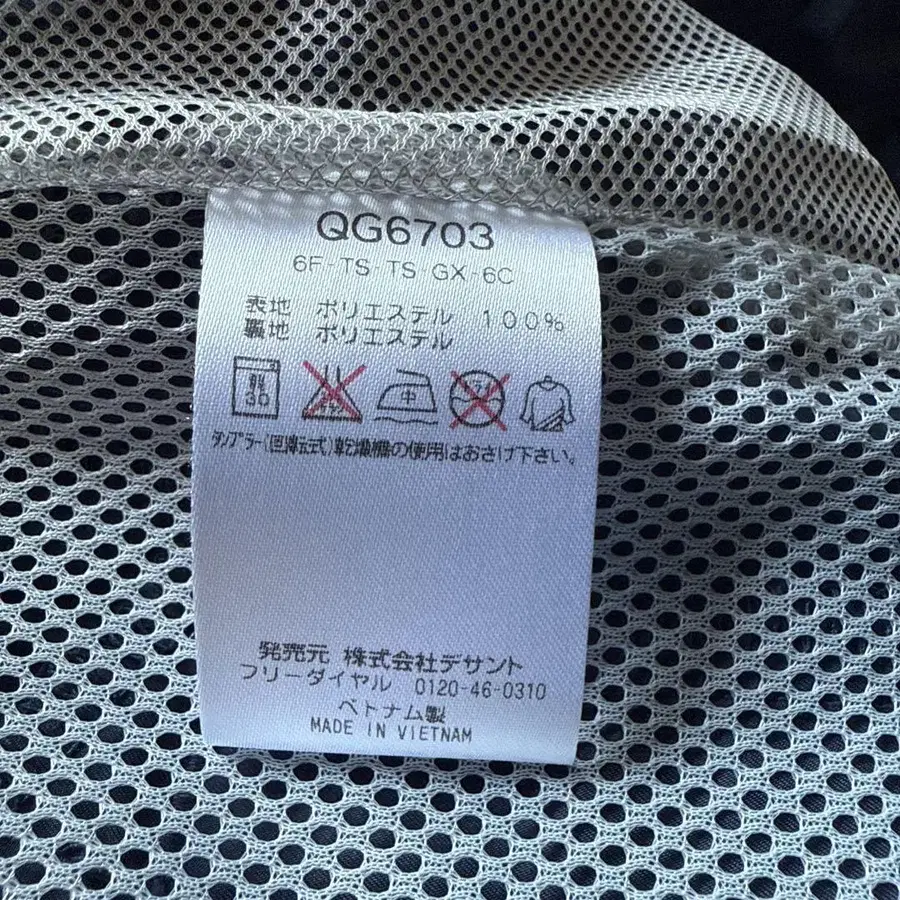 QG6703
6F-TS-TS-GX-6C
表地 ポリエステル 100%
裏地 ポリエステル
弱
30
中
タンブラー(回転式)乾燥機の使用はおさけ下さい。
発売元 株式会社デサント
フリーダイヤル 0120-46-0310
ベトナム製
MADE IN VIETNAM